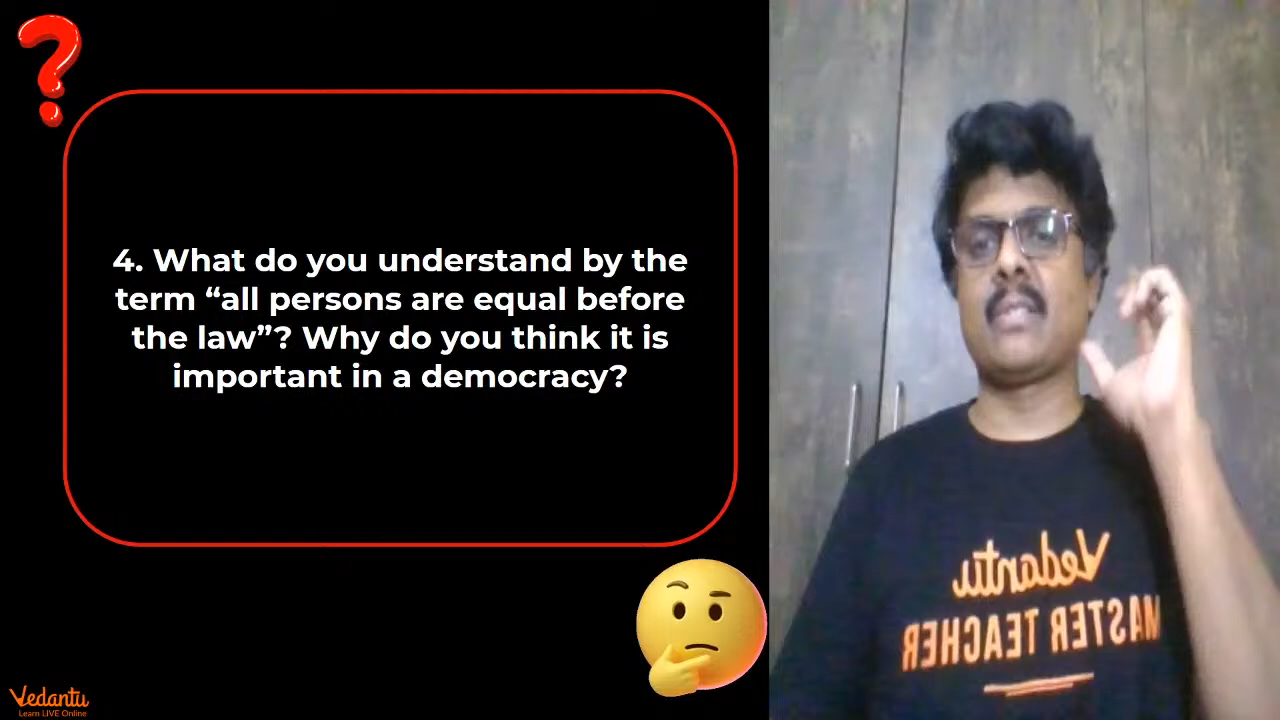 4. What do you understand by the
term “all persons are equal before
the law”? Why do you think it is
important in a democracy?
Vedantu
Learn LIVE Online
Vedantu
MASTER TEACHER